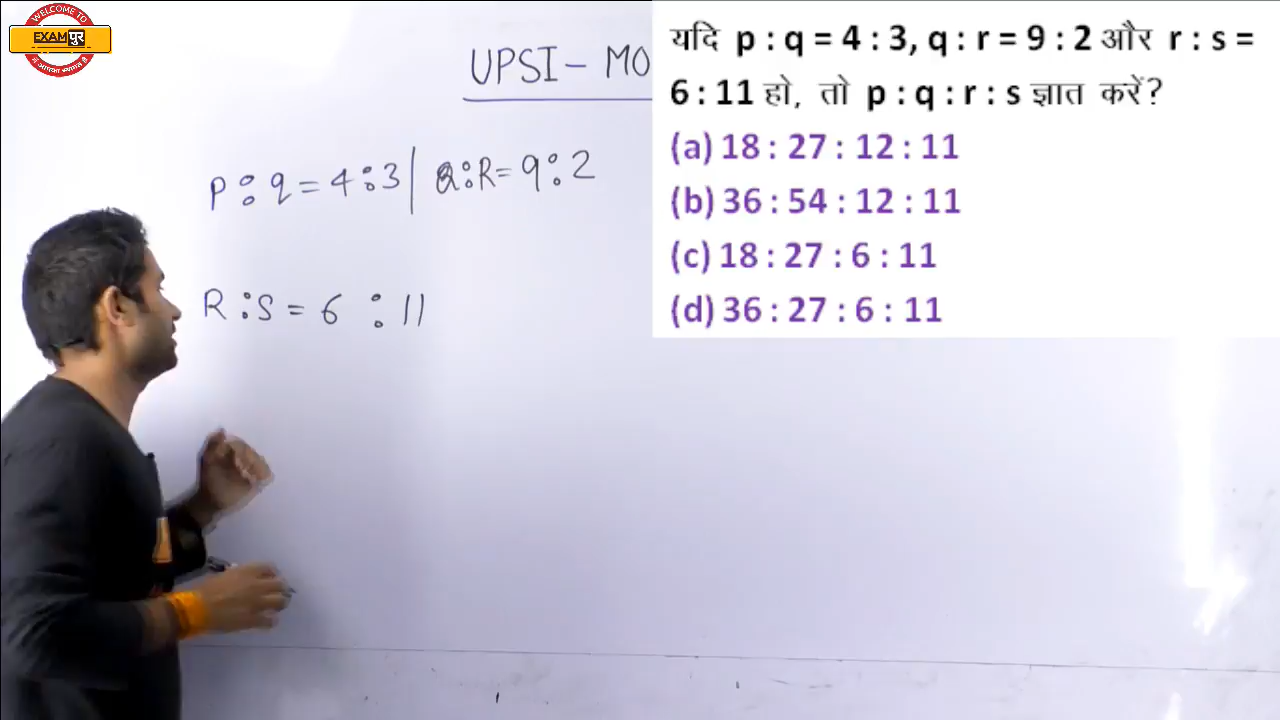 WELCOME TO
EXAMपुर
UPSI - MO
यदि p : q = 4 : 3, q : r = 9 : 2 और r : s =
6 : 11 हो, तो p : q : r : s ज्ञात करें?
(a) 18 : 27 : 12 : 11
(b) 36 : 54 : 12 : 11
(c) 18 : 27 : 6 : 11
(d) 36 : 27 : 6 : 11
P : q = 4 : 3 | Q : R = 9 : 2
R : S = 6 : 11